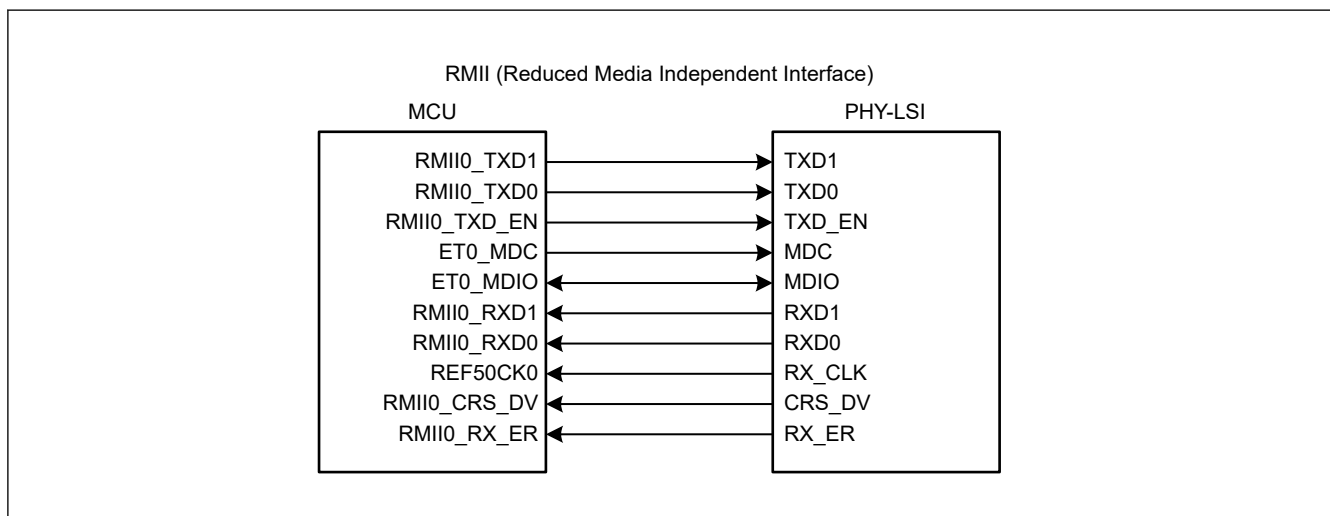 RMII (Reduced Media Independent Interface)
MCU PHY-LSI
RMII0_TXD1 TXD1
RMII0_TXD0 TXD0
RMII0_TXD_EN TXD_EN
ET0_MDC MDC
ET0_MDIO MDIO
RMII0_RXD1 RXD1
RMII0_RXD0 RXD0
REF50CK0 RX_CLK
RMII0_CRS_DV CRS_DV
RMII0_RX_ER RX_ER